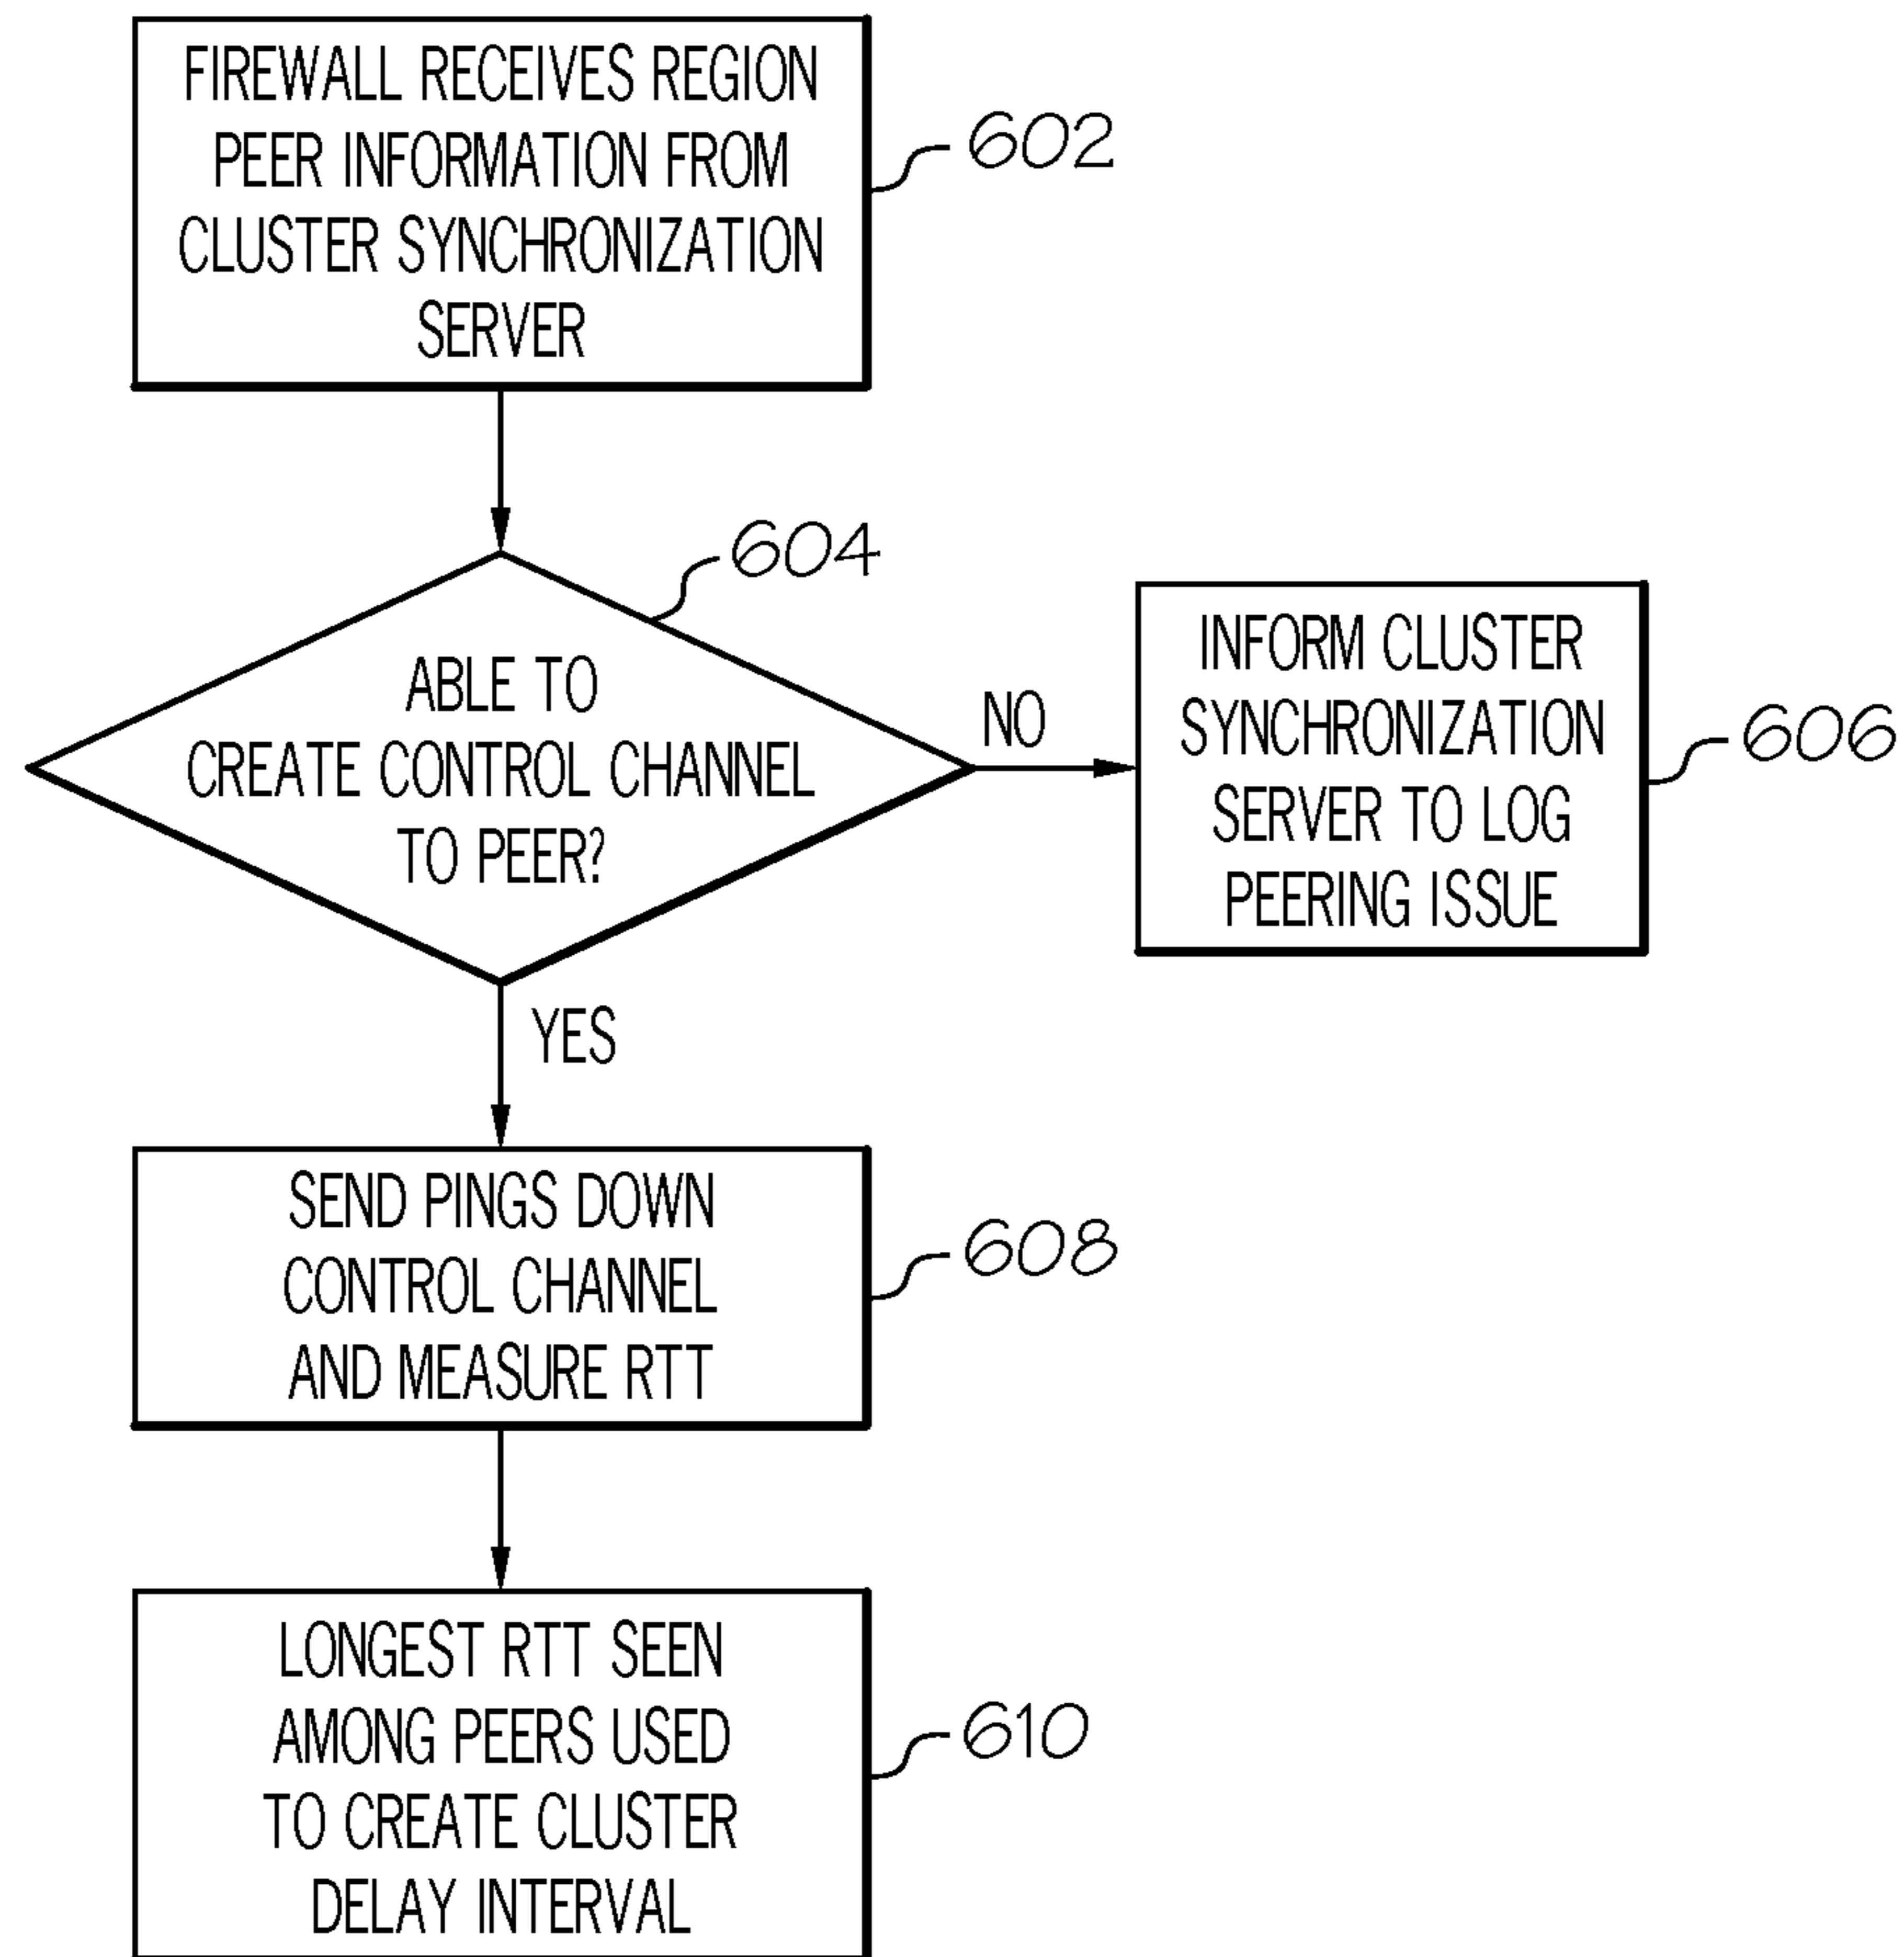 FIREWALL RECEIVES REGION
PEER INFORMATION FROM
CLUSTER SYNCHRONIZATION
SERVER
602
604
ABLE TO
CREATE CONTROL CHANNEL
TO PEER?
NO
INFORM CLUSTER
SYNCHRONIZATION
SERVER TO LOG
PEERING ISSUE
606
YES
SEND PINGS DOWN
CONTROL CHANNEL
AND MEASURE RTT
608
LONGEST RTT SEEN
AMONG PEERS USED
TO CREATE CLUSTER
DELAY INTERVAL
610